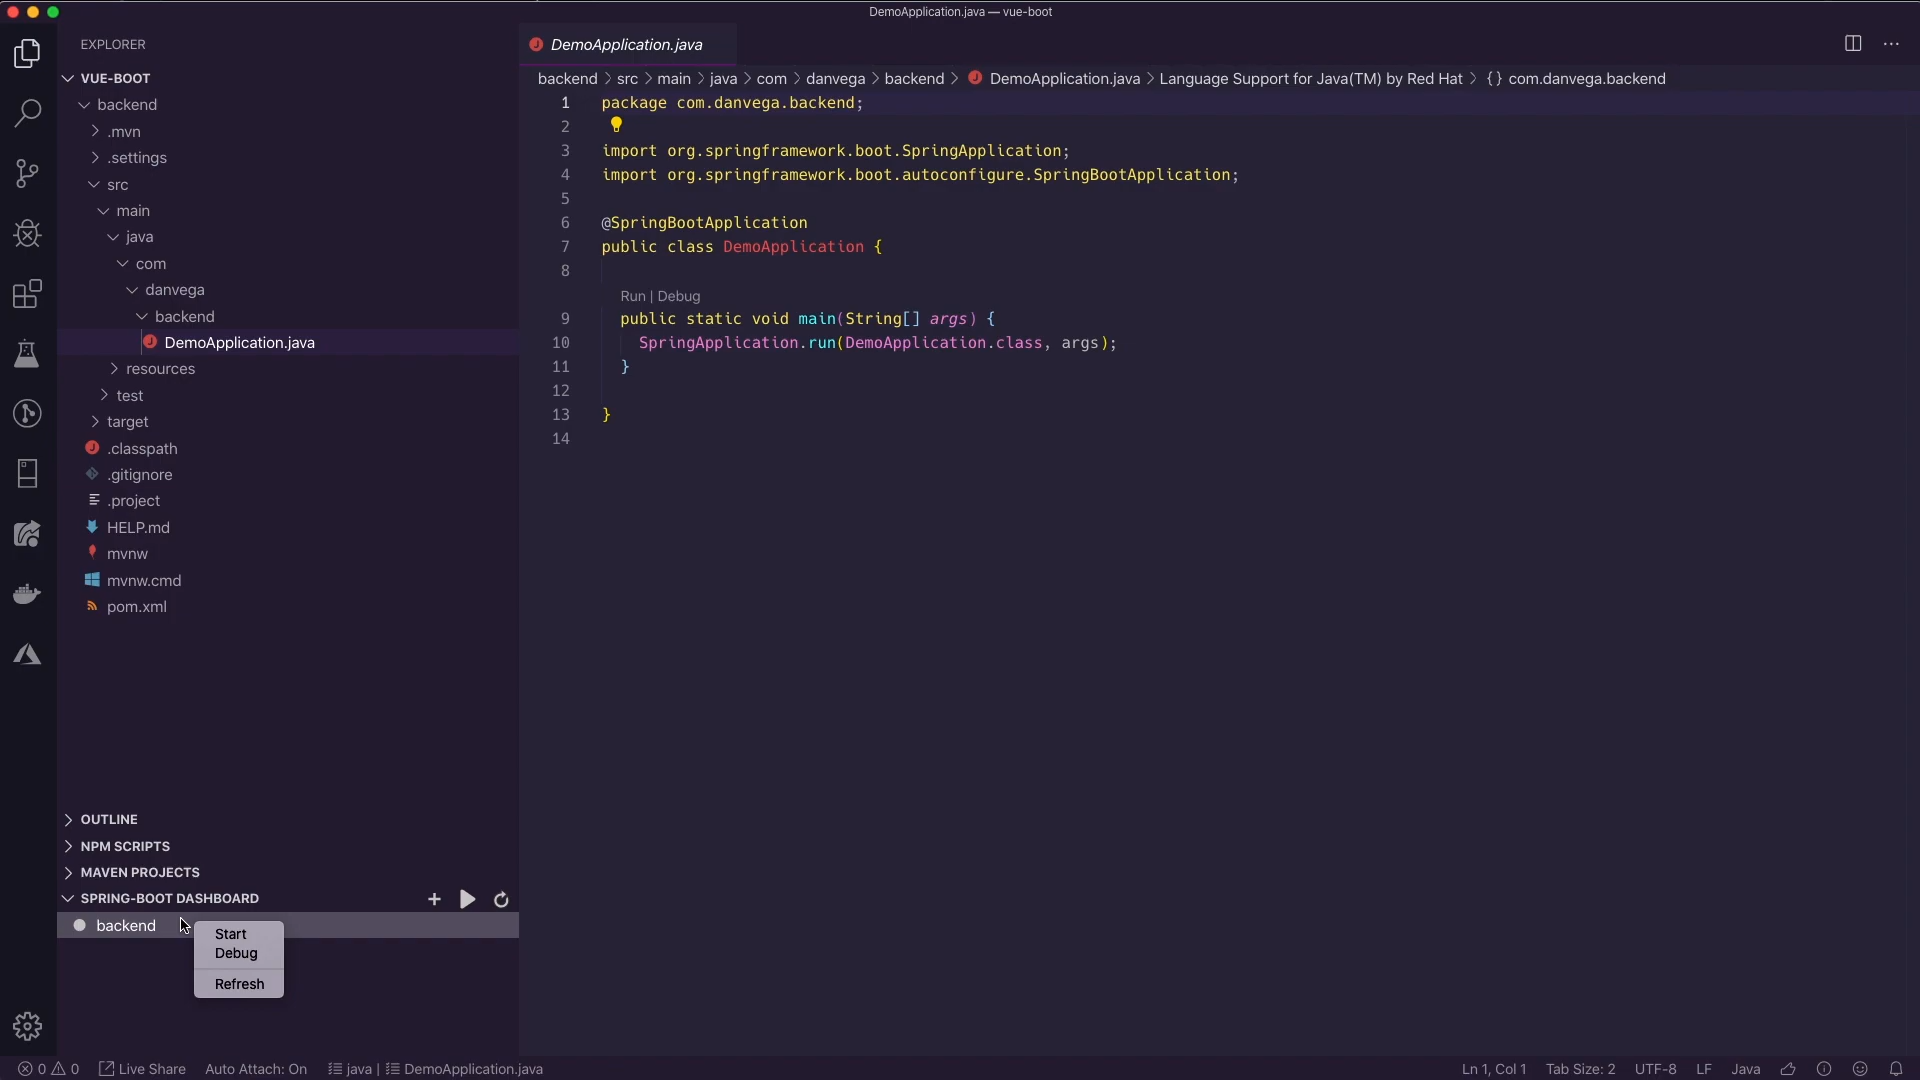 DemoApplication.java — vue-boot
EXPLORER
VUE-BOOT
backend
.mvn
.settings
src
main
java
com
danvega
backend
DemoApplication.java
resources
test
target
.classpath
.gitignore
.project
HELP.md
mvnw
mvnw.cmd
pom.xml
OUTLINE
NPM SCRIPTS
MAVEN PROJECTS
SPRING-BOOT DASHBOARD
backend
Start
Debug
Refresh
DemoApplication.java
backend > src > main > java > com > danvega > backend > DemoApplication.java > Language Support for Java(TM) by Red Hat > {} com.danvega.backend
1 package com.danvega.backend;
2
3 import org.springframework.boot.SpringApplication;
4 import org.springframework.boot.autoconfigure.SpringBootApplication;
5
6 @SpringBootApplication
7 public class DemoApplication {
8
Run | Debug
9 public static void main(String[] args) {
10 SpringApplication.run(DemoApplication.class, args);
11 }
12
13 }
14
0 0 Live Share Auto Attach: On java | DemoApplication.java Ln 1, Col 1 Tab Size: 2 UTF-8 LF Java